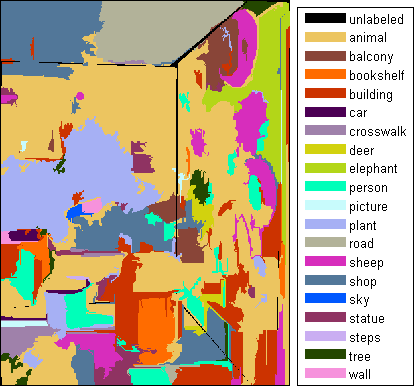 unlabeled
animal
balcony
bookshelf
building
car
crosswalk
deer
elephant
person
picture
plant
road
sheep
shop
sky
statue
steps
tree
wall